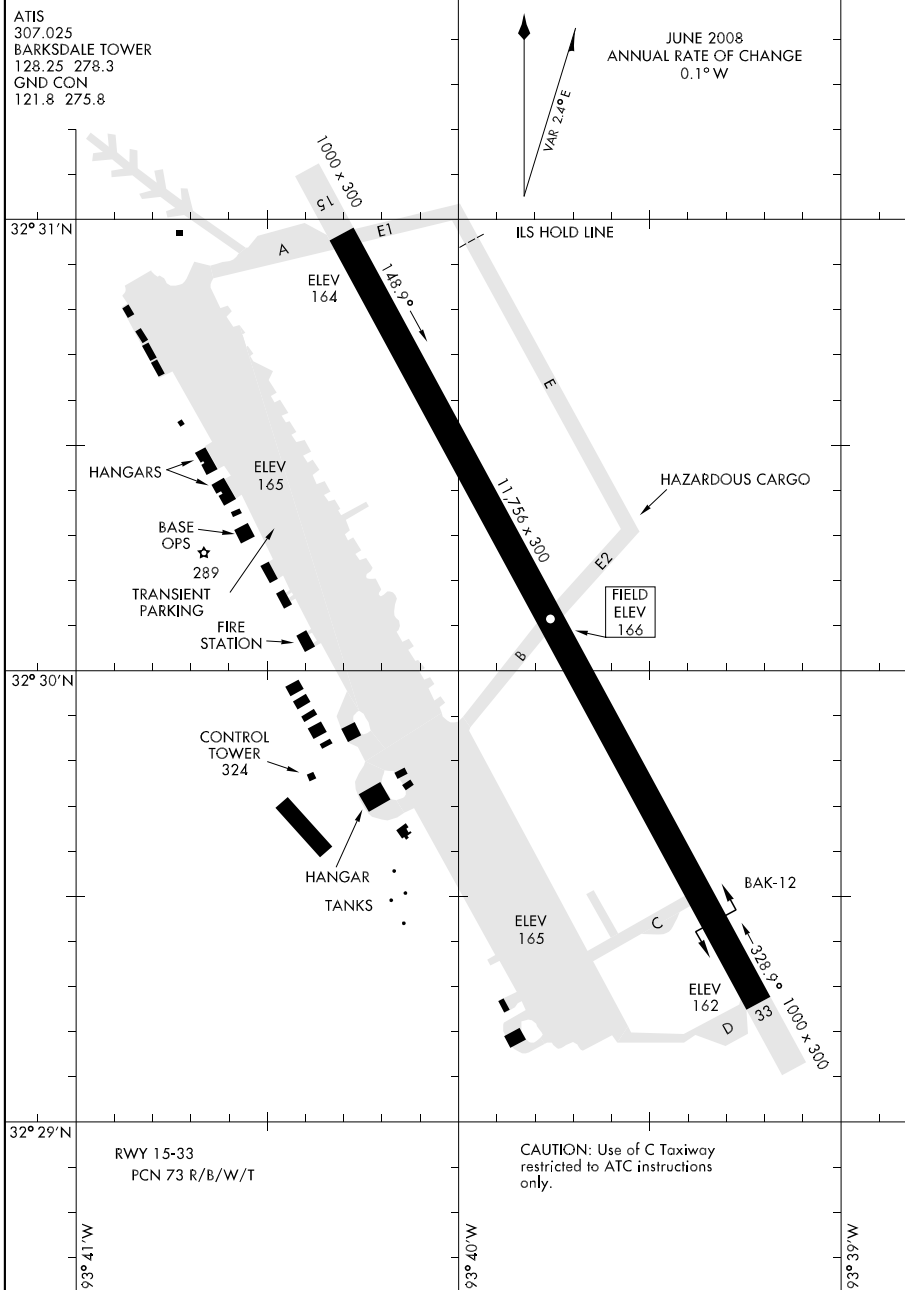 ATIS
307.025
BARKSDALE TOWER
128.25 278.3
GND CON
121.8 275.8
JUNE 2008
ANNUAL RATE OF CHANGE
0.1° W
VAR 2.4° E
1000 x 300
15
32° 31'N
A
E1
ILS HOLD LINE
ELEV
164
148.9°
E
HANGARS
ELEV
165
11,756 x 300
HAZARDOUS CARGO
BASE
OPS
289
TRANSIENT
PARKING
E2
FIELD
ELEV
166
FIRE
STATION
B
32° 30'N
CONTROL
TOWER
324
HANGAR
TANKS
BAK-12
ELEV
165
C
328.9°
ELEV
162
33
1000 x 300
D
32° 29'N
RWY 15-33
PCN 73 R/B/W/T
CAUTION: Use of C Taxiway
restricted to ATC instructions
only.
93° 41'W
93° 40'W
93° 39'W